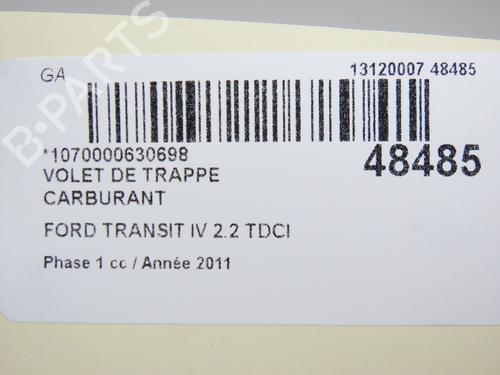 GA
13120007 48485
*1070000630698
48485
VOLET DE TRAPPE
CARBURANT
FORD TRANSIT IV 2.2 TDCI
Phase 1 cc / Année 2011
B-PARTS